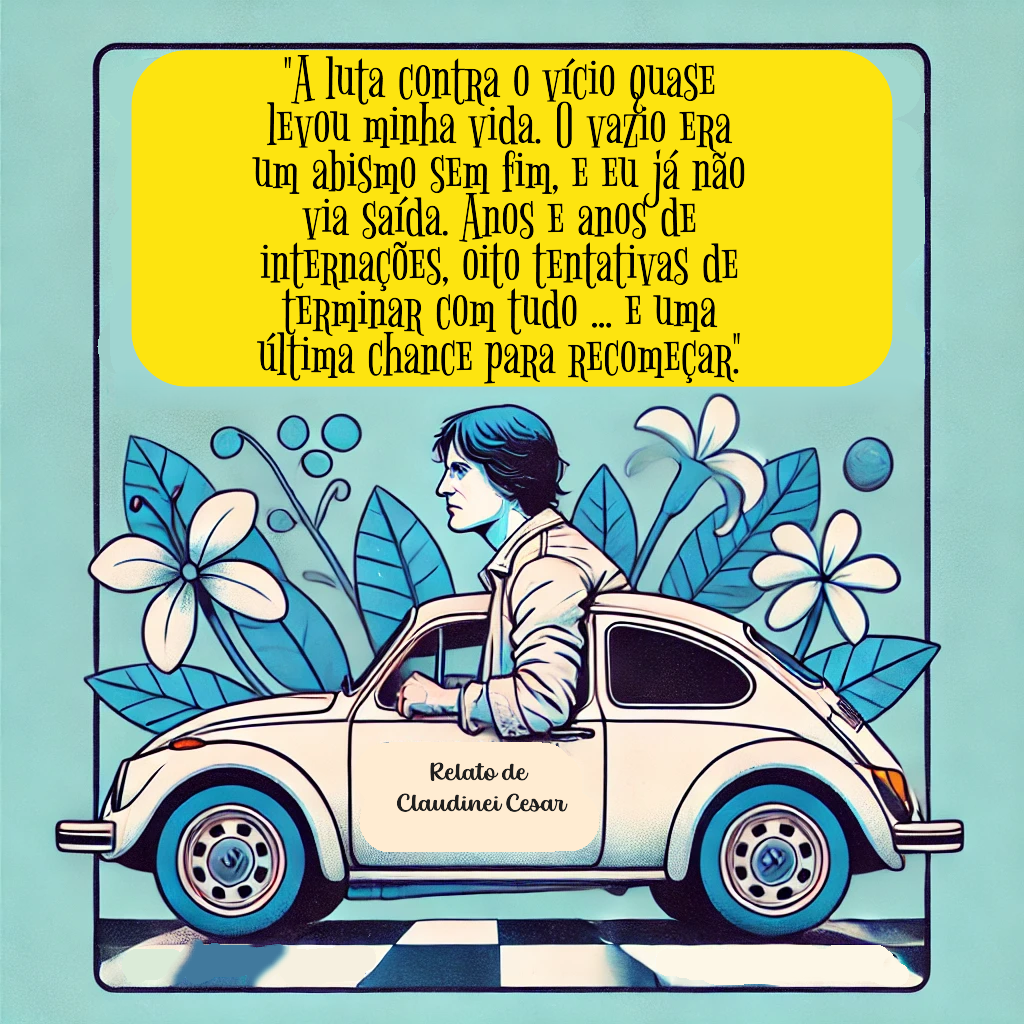 "A luta contra o vício quase
levou minha vida. O vazio era
um abismo sem fim, e eu já não
via saída. Anos e anos de
internações, oito tentativas de
terminar com tudo ... e uma
última chance para recomeçar."
Relato de
Claudinei Cesar